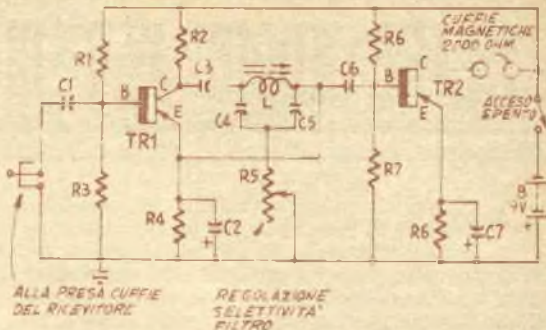 CUFFIE
MAGNETICHE
2000 OHM.
R1
R2
R6
C1
C3
C6
B
C
E
TR1
L
C4
C5
B
C
E
TR2
ACCESO
SPENTO
R3
R4
C2
+
R5
R7
R6
C7
+
B
+
ALLA PRESA CUFFIE
DEL RICEVITORE
REGOLAZIONE
SELETTIVITA'
FILTRO